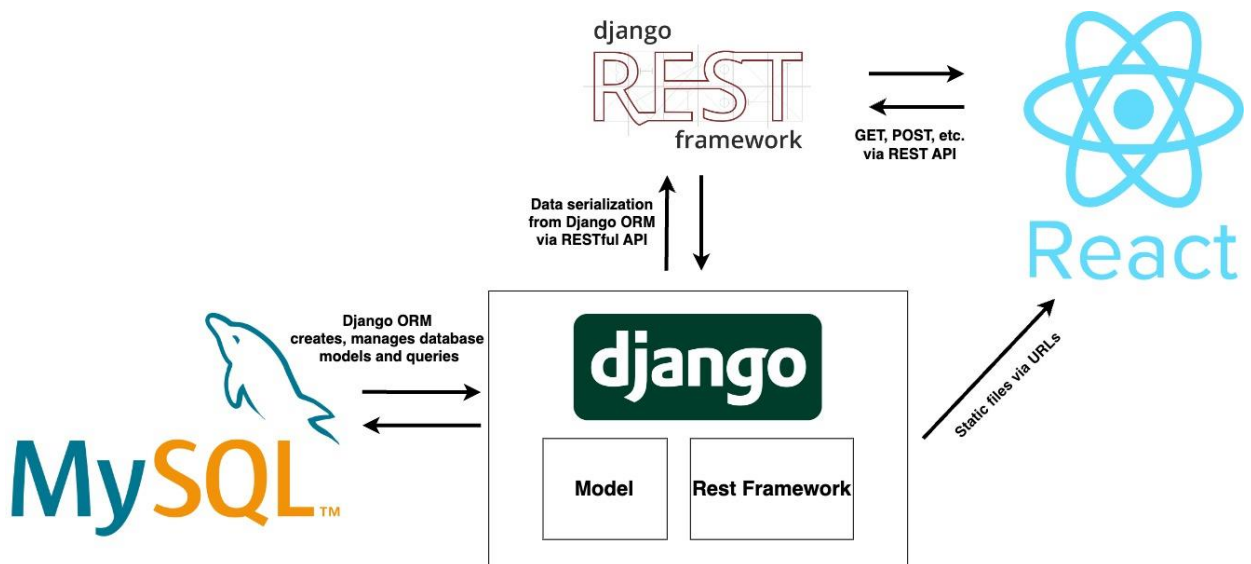 django
REST
framework
GET, POST, etc.
via REST API
React
Data serialization
from Django ORM
via RESTful API
Django ORM
creates, manages database
models and queries
MySQL™
django
Model
Rest Framework
Static files via URLs